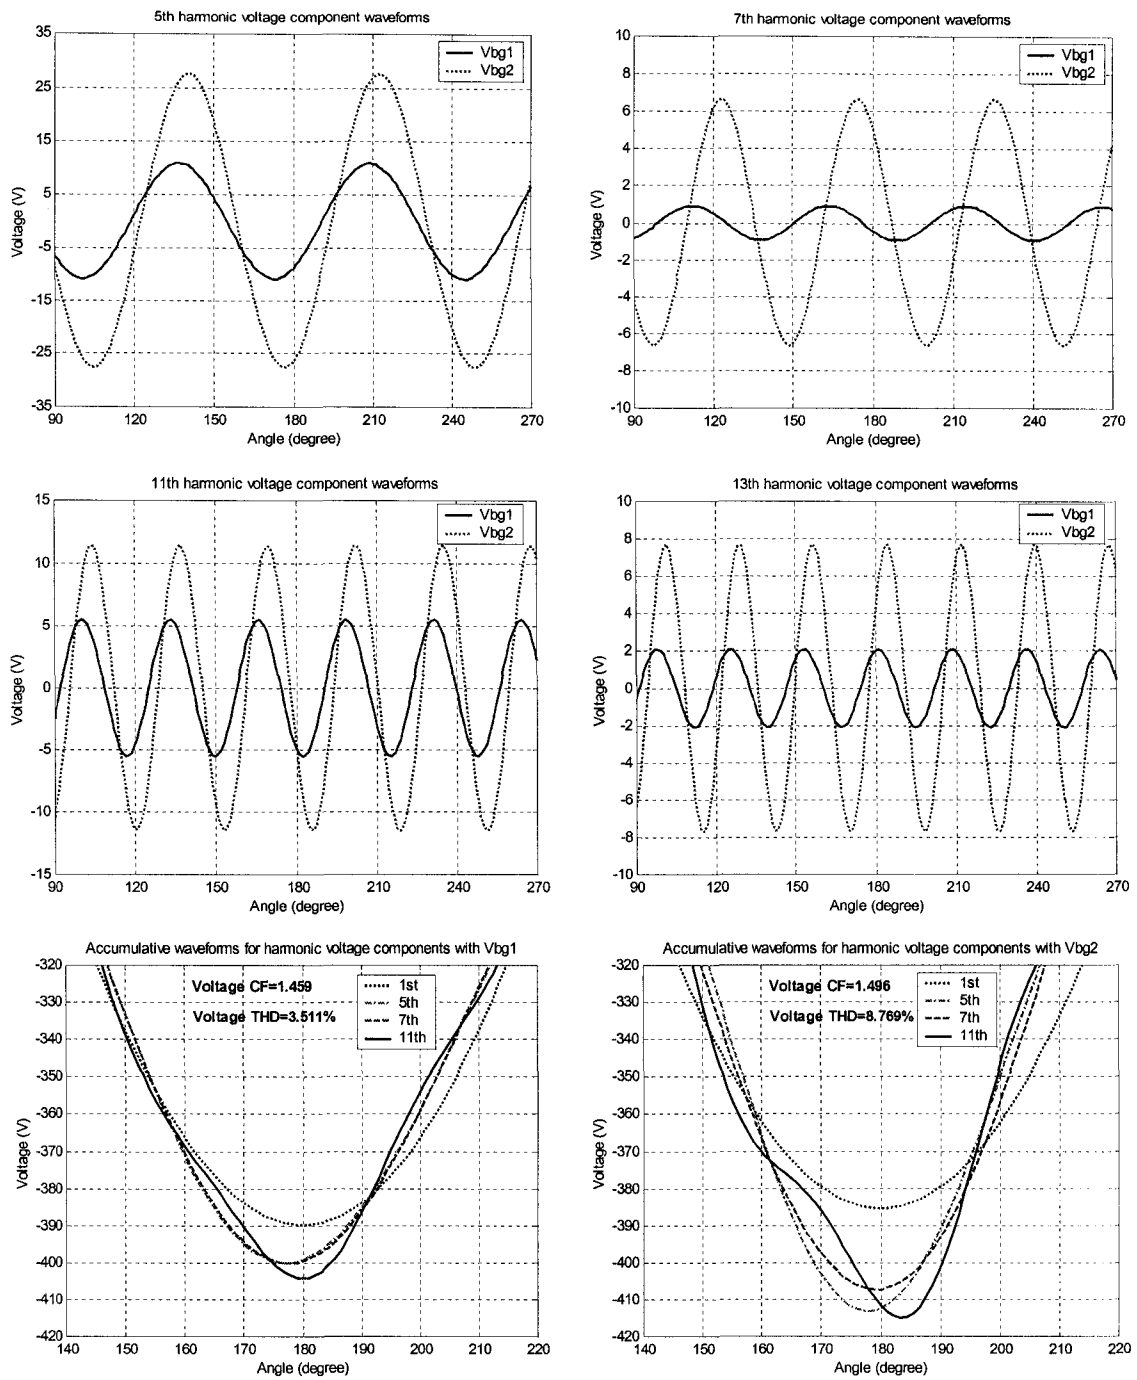 5th harmonic voltage component waveforms
Vbg1
Vbg2
35
25
15
5
-5
-15
-25
-35
Voltage (V)
90 120 150 180 210 240 270
Angle (degree)
7th harmonic voltage component waveforms
Vbg1
Vbg2
10
8
6
4
2
0
-2
-4
-6
-8
-10
Voltage (V)
90 120 150 180 210 240 270
Angle (degree)
11th harmonic voltage component waveforms
Vbg1
Vbg2
15
10
5
0
-5
-10
-15
Voltage (V)
90 120 150 180 210 240 270
Angle (degree)
13th harmonic voltage component waveforms
Vbg1
Vbg2
10
8
6
4
2
0
-2
-4
-6
-8
-10
Voltage (V)
90 120 150 180 210 240 270
Angle (degree)
Accumulative waveforms for harmonic voltage components with Vbg1
Voltage CF=1.459
Voltage THD=3.511%
1st
5th
7th
11th
-320
-330
-340
-350
-360
-370
-380
-390
-400
-410
-420
Voltage (V)
140 150 160 170 180 190 200 210 220
Angle (degree)
Accumulative waveforms for harmonic voltage components with Vbg2
Voltage CF=1.496
Voltage THD=8.769%
1st
5th
7th
11th
-320
-330
-340
-350
-360
-370
-380
-390
-400
-410
-420
Voltage (V)
140 150 160 170 180 190 200 210 220
Angle (degree)